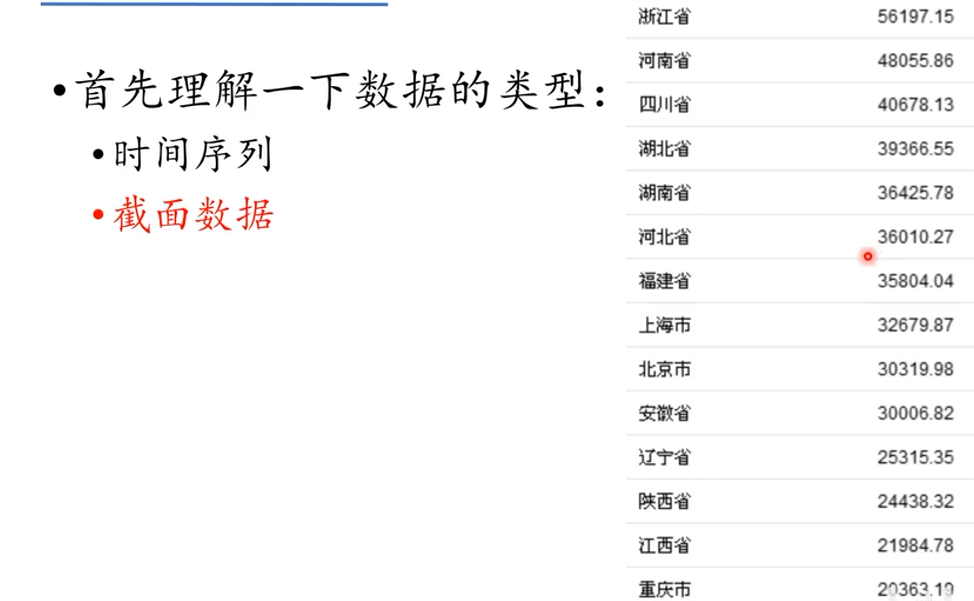 •首先理解一下数据的类型：
•时间序列
•截面数据
浙江省 56197.15
河南省 48055.86
四川省 40678.13
湖北省 39366.55
湖南省 36425.78
河北省 36010.27
福建省 35804.04
上海市 32679.87
北京市 30319.98
安徽省 30006.82
辽宁省 25315.35
陕西省 24438.32
江西省 21984.78
重庆市 20363.19